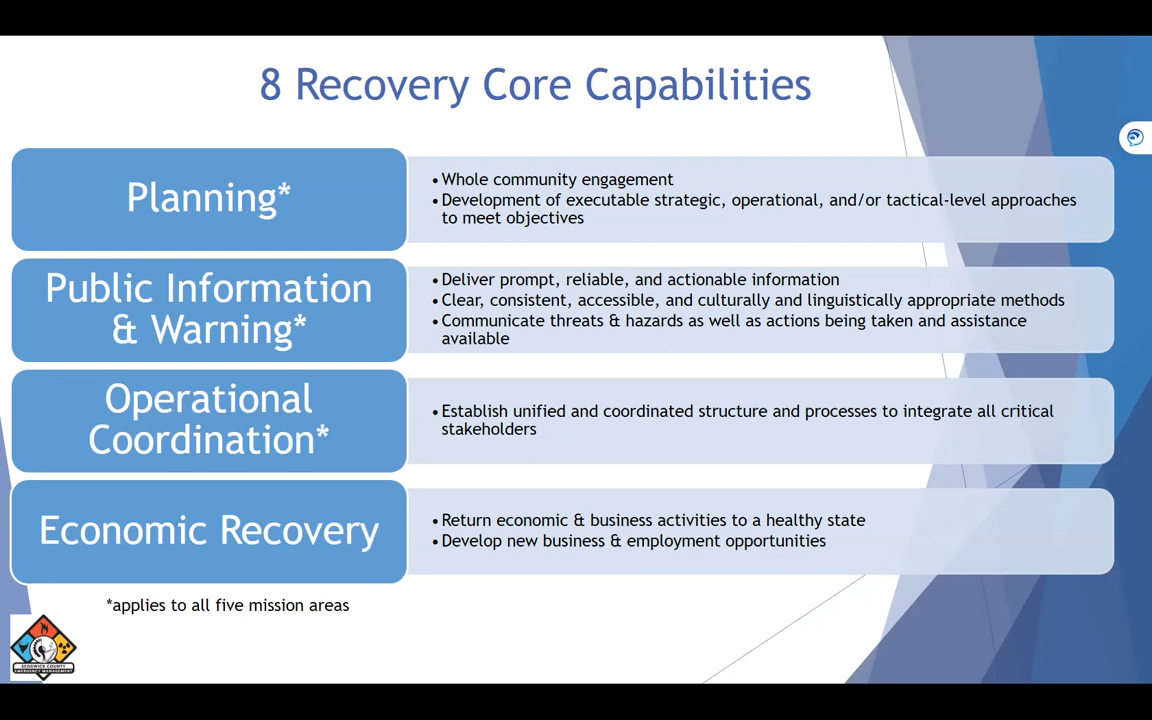 8 Recovery Core Capabilities
Planning*
•Whole community engagement
•Development of executable strategic, operational, and/or tactical-level approaches
to meet objectives
Public Information
& Warning*
•Deliver prompt, reliable, and actionable information
•Clear, consistent, accessible, and culturally and linguistically appropriate methods
•Communicate threats & hazards as well as actions being taken and assistance
available
Operational
Coordination*
•Establish unified and coordinated structure and processes to integrate all critical
stakeholders
Economic Recovery
•Return economic & business activities to a healthy state
•Develop new business & employment opportunities
*applies to all five mission areas
SEDGWICK COUNTY
EMERGENCY MANAGEMENT